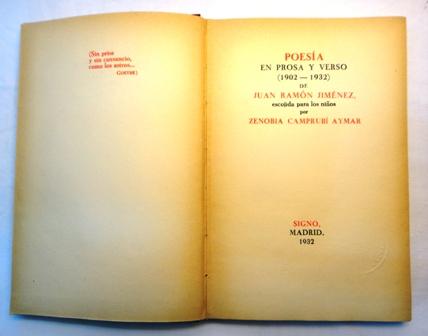 (Sin prisa
y sin cansancio,
como los astros...
GOETHE)
POESÍA
EN PROSA Y VERSO
(1902 — 1932)
DE
JUAN RAMÓN JIMÉNEZ,
escojida para los niños
por
ZENOBIA CAMPRUBÍ AYMAR
SIGNO,
MADRID,
1932